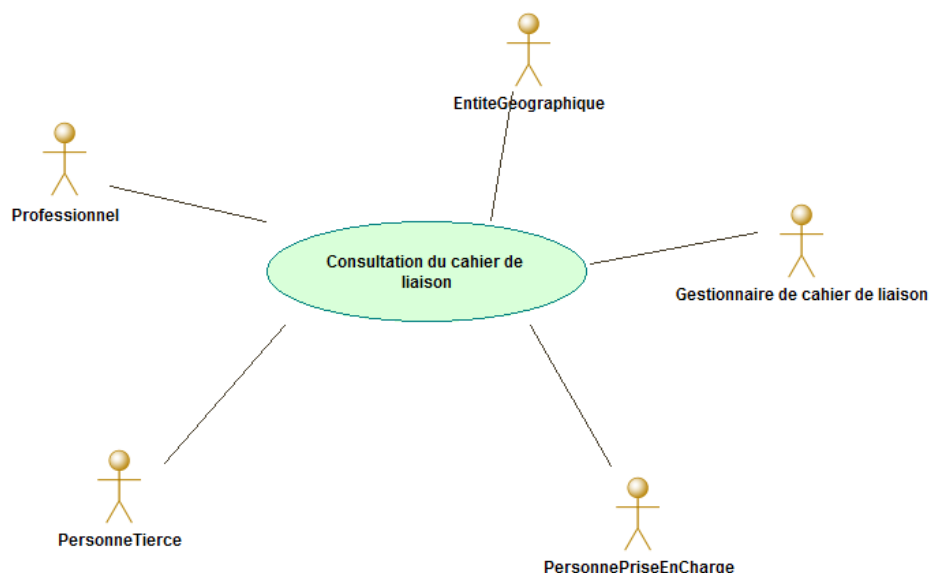 EntiteGeographique
Professionnel
Consultation du cahier de
liaison
Gestionnaire de cahier de liaison
PersonneTierce
PersonnePriseEnCharge